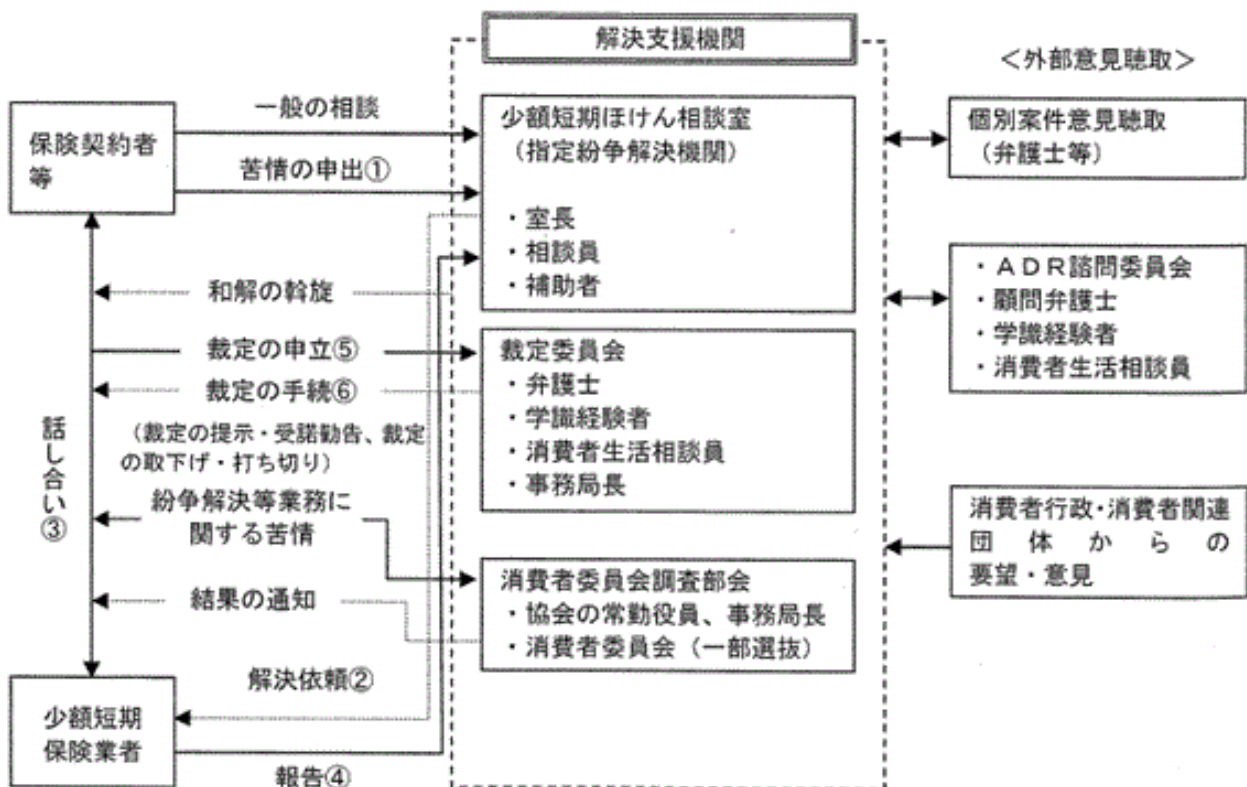 解決支援機関
＜外部意見聴取＞
保険契約者
等
一般の相談
苦情の申出①
少額短期ほけん相談室
（指定紛争解決機関）
・室長
・相談員
・補助者
個別案件意見聴取
（弁護士等）
・ＡＤＲ諮問委員会
・顧問弁護士
・学識経験者
・消費者生活相談員
和解の斡旋
裁定の申立⑤
裁定の手続⑥
（裁定の提示・受諾勧告、裁定
の取下げ・打ち切り）
裁定委員会
・弁護士
・学識経験者
・消費者生活相談員
・事務局長
話し合い③
紛争解決等業務に
関する苦情
消費者行政・消費者関連
団体からの
要望・意見
結果の通知
消費者委員会調査部会
・協会の常勤役員、事務局長
・消費者委員会（一部選抜）
解決依頼②
少額短期
保険業者
報告④